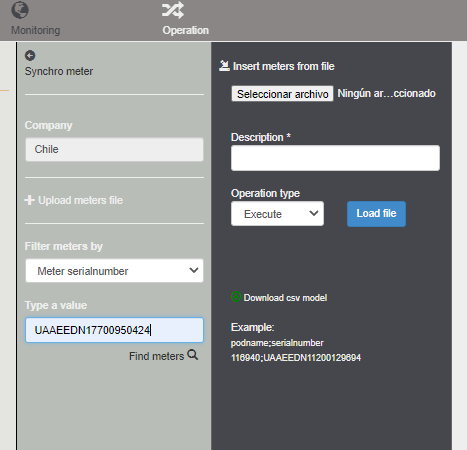 Monitoring
Operation
Synchro meter
Company
Chile
Upload meters file
Filter meters by
Meter serialnumber
Type a value
UAAEEDN17700950424
Find meters
Insert meters from file
Seleccionar archivo Ningún ar...ccionado
Description *
Operation type
Execute
Load file
Download csv model
Example:
podname;serialnumber
116940;UAAEEDN11200129694